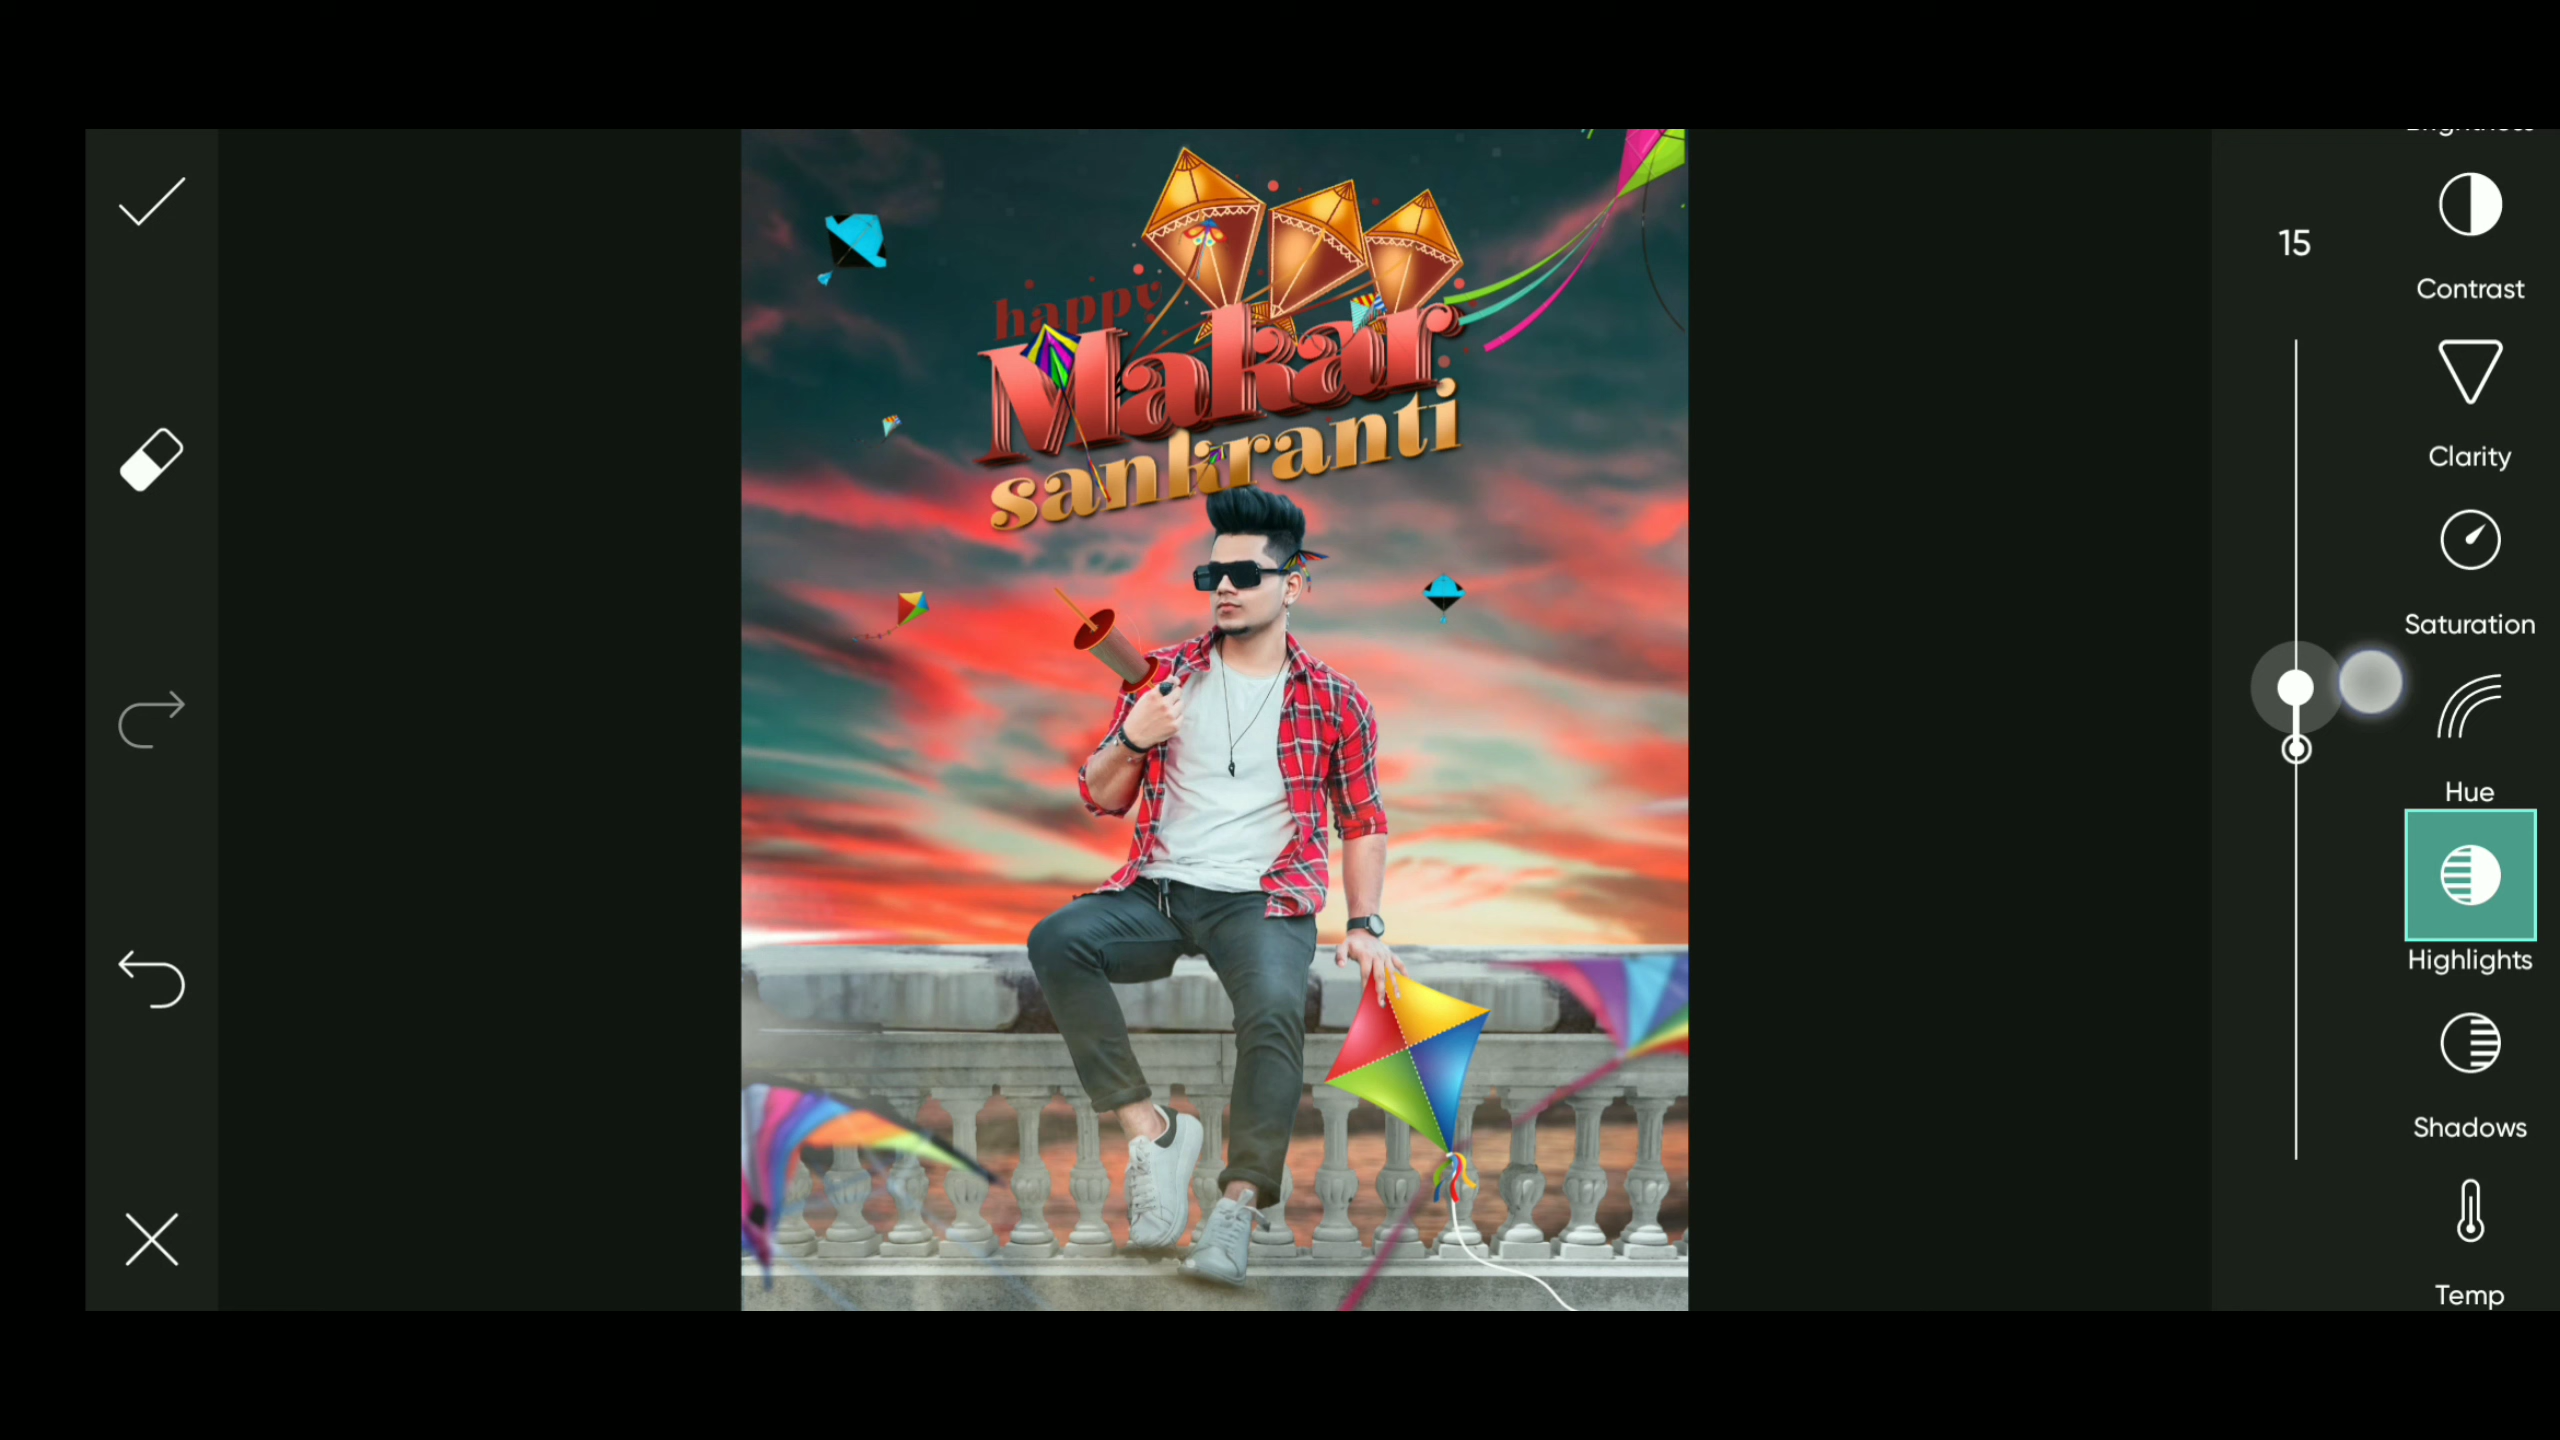 15
Contrast
Clarity
Saturation
Hue
Highlights
Shadows
Temp
happy
Makar
sankranti